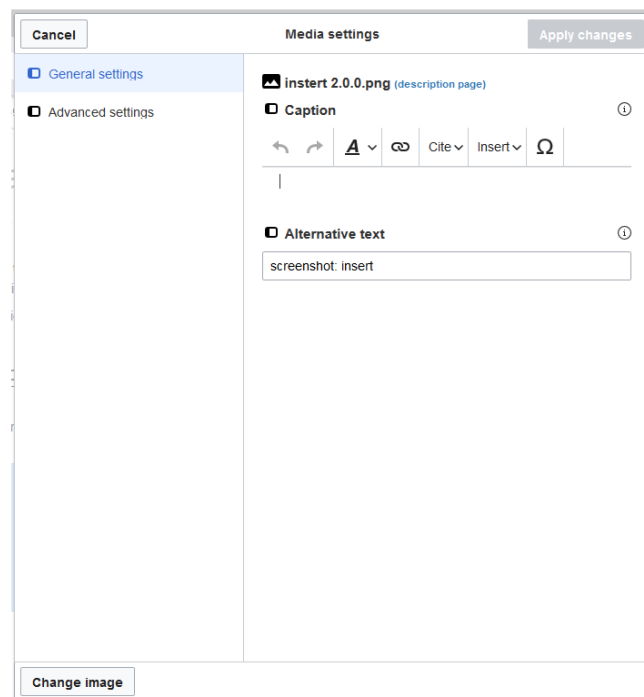 Cancel
Media settings
Apply changes
General settings
Advanced settings
instert 2.0.0.png (description page)
Caption
A
Cite
Insert
Ω
Alternative text
screenshot: insert
Change image